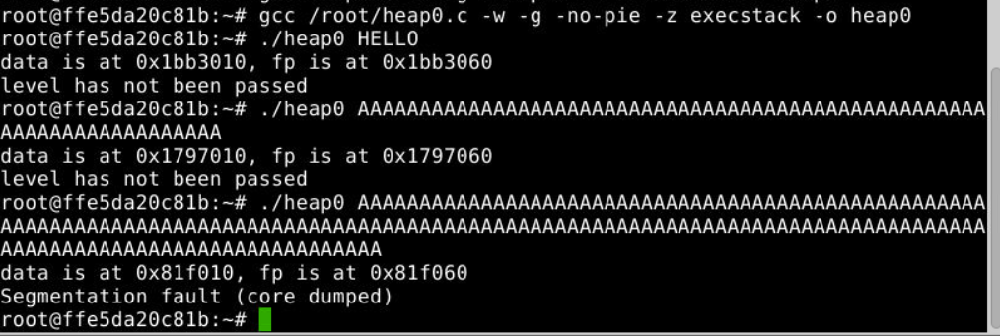 root@ffe5da20c81b:~# gcc /root/heap0.c -w -g -no-pie -z execstack -o heap0
root@ffe5da20c81b:~# ./heap0 HELLO
data is at 0x1bb3010, fp is at 0x1bb3060
level has not been passed
root@ffe5da20c81b:~# ./heap0 AAAAAAAAAAAAAAAAAAAAAAAAAAAAAAAAAAAAAAAAAAAAAAAAAAA
AAAAAAAAAAAAAAAAAA
data is at 0x1797010, fp is at 0x1797060
level has not been passed
root@ffe5da20c81b:~# ./heap0 AAAAAAAAAAAAAAAAAAAAAAAAAAAAAAAAAAAAAAAAAAAAAAAAAAA
AAAAAAAAAAAAAAAAAAAAAAAAAAAAAAAAAAAAAAAAAAAAAAAAAAAAAAAAAAAAAAAAAAAAAAAAAAAAAAAA
AAAAAAAAAAAAAAAAAAAAAAAAAAAAAAA
data is at 0x81f010, fp is at 0x81f060
Segmentation fault (core dumped)
root@ffe5da20c81b:~#